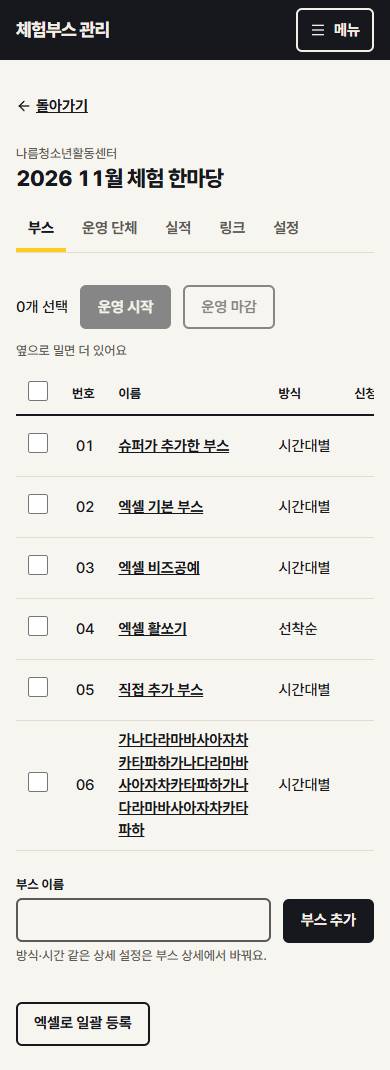 체험부스 관리
메뉴
← 돌아가기
나름청소년활동센터
2026 11월 체험 한마당
부스 운영 단체 실적 링크 설정
0개 선택 운영 시작 운영 마감
옆으로 밀면 더 있어요
번호 이름 방식 신청
01 슈퍼가 추가한 부스 시간대별
02 엑셀 기본 부스 시간대별
03 엑셀 비즈공예 시간대별
04 엑셀 활쏘기 선착순
05 직접 추가 부스 시간대별
가나다라마바사아자차
카타파하가나다라마바
06 사아자차카타파하가나 시간대별
다라마바사아자차카타
파하
부스 이름
부스 추가
방식·시간 같은 상세 설정은 부스 상세에서 바꿔요.
엑셀로 일괄 등록